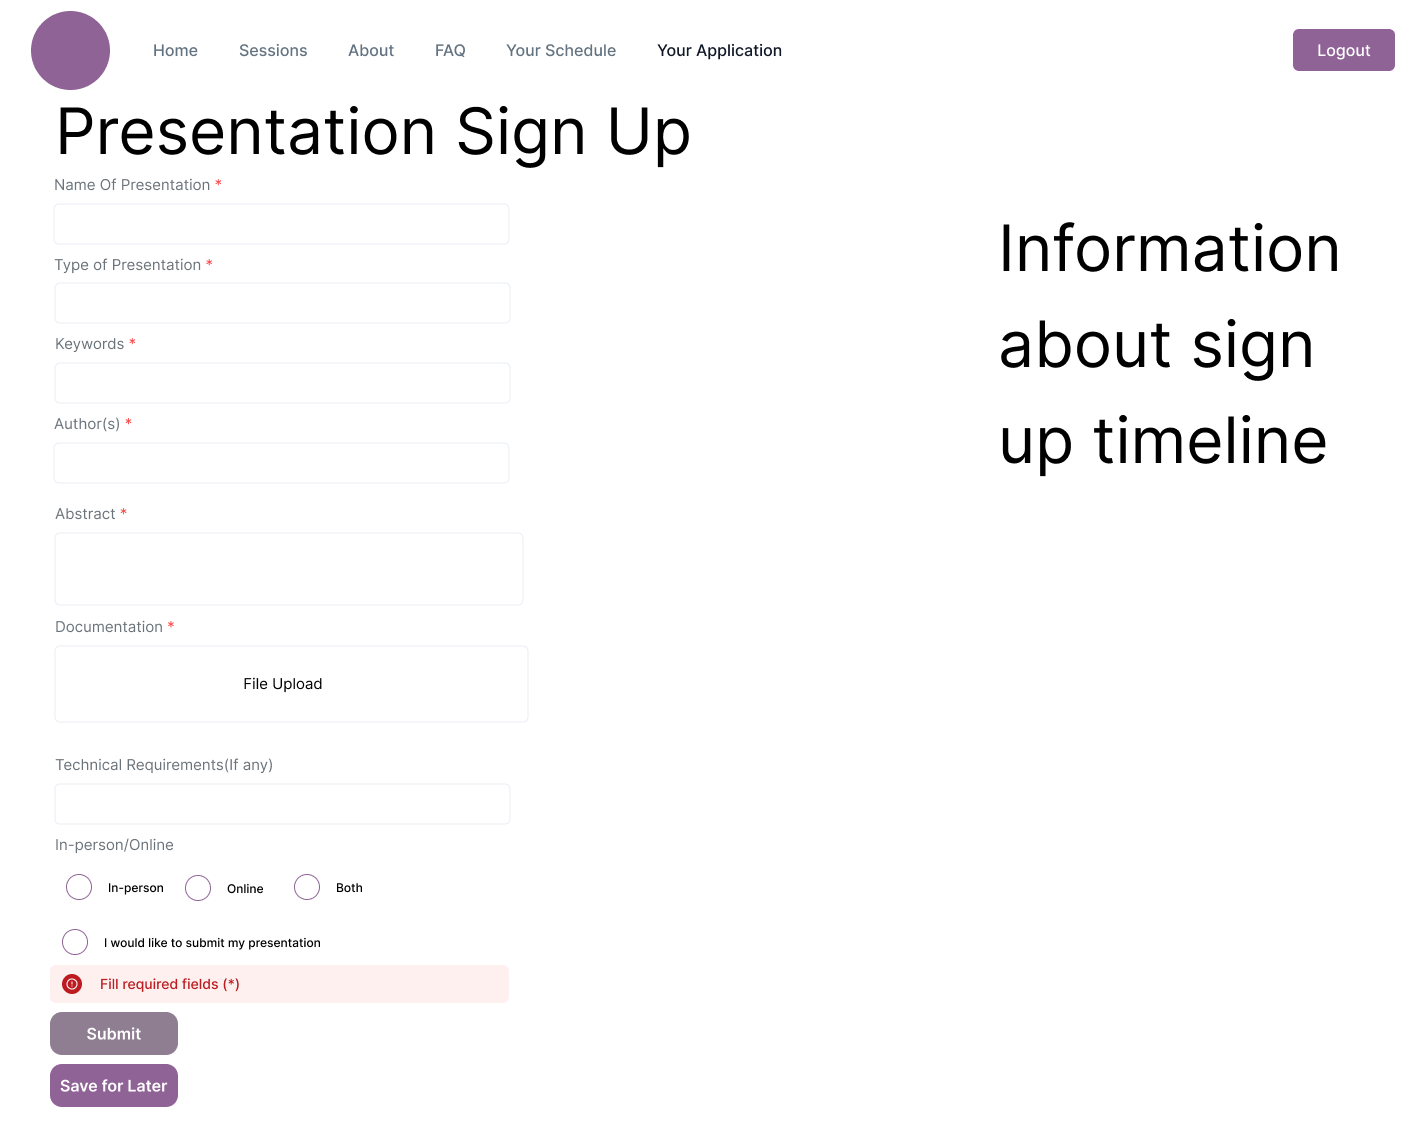 Home Sessions About FAQ Your Schedule Your Application Logout
Presentation Sign Up
Name Of Presentation *
Type of Presentation *
Keywords *
Author(s) *
Abstract *
Documentation *
File Upload
Technical Requirements(If any)
In-person/Online
In-person Online Both
I would like to submit my presentation
Fill required fields (*)
Submit
Save for Later
Information
about sign
up timeline